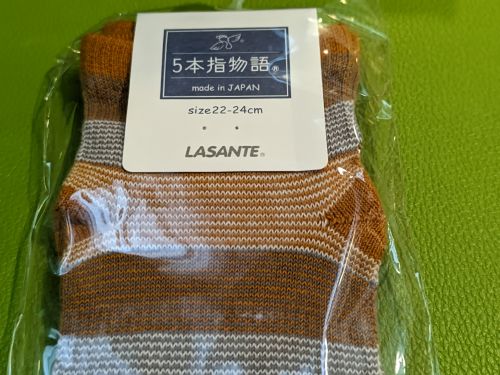 5本指物語®
made in JAPAN
size22-24cm
LASANTE®